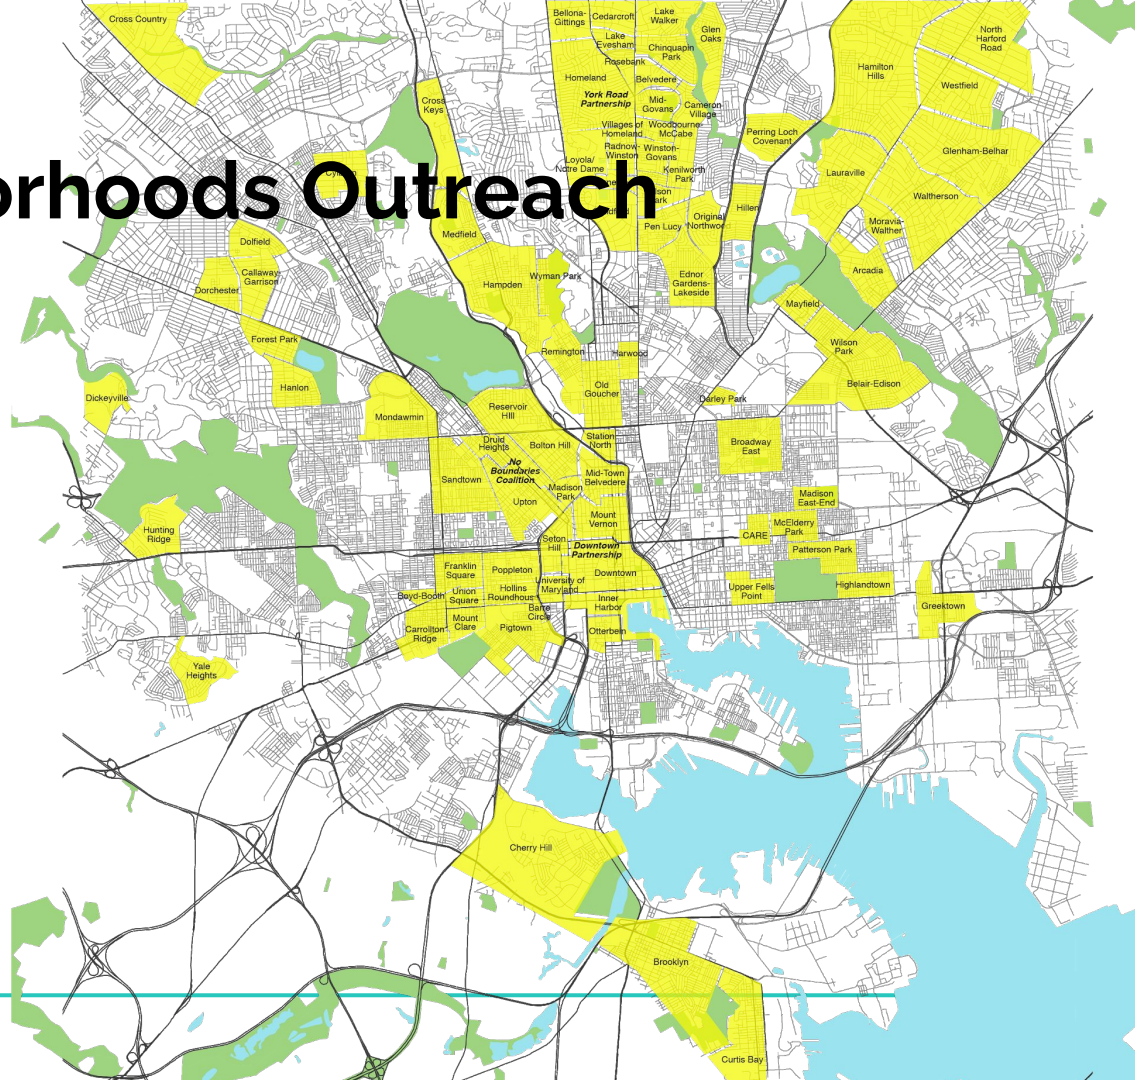 Cross Country
Bellona-
Gittings
Cedarcroft
Lake
Walker
Glen
Oaks
Lake
Evesham
Chinquapin
Park
Rosebank
Homeland
Belvedere
York Road
Partnership
Mid-
Govans
Cameron
Village
Villages of
Homeland
Woodbourne-
McCabe
Radnor-
Winston
Winston-
Govans
Loyola/
Notre Dame
Kenilworth
Park
Pen Lucy
Original
Northwood
Hillen
Ednor
Gardens-
Lakeside
Perring Loch
Covenant
North
Harford
Road
Hamilton
Hills
Westfield
Glenham-Belhar
Lauraville
Waltherson
Moravia-
Walther
Arcadia
Mayfield
Wilson
Park
Belair-Edison
Cross
Keys
orhoods Outreach
Medfield
Hampden
Wyman Park
Remington
Harwood
Old
Goucher
Dolfield
Callaway-
Garrison
Dorchester
Forest Park
Hanlon
Dickeyville
Mondawmin
Reservoir
HIll
Darley Park
Broadway
East
Druid
Heights
Bolton Hill
Station
North
No
Boundaries
Coalition
Sandtown
Mid-Town
Belvedere
Madison
Park
Upton
Mount
Vernon
Madison
East-End
McElderry
Park
CARE
Patterson Park
Hunting
Ridge
Seton
Hill
Downtown
Partnership
Franklin
Square
Poppleton
University of
Maryland
Downtown
Boyd-Booth
Union
Square
Hollins
Roundhouse
Inner
Harbor
Upper Fells
Point
Highlandtown
Greektown
Barre
Circle
Mount
Clare
Carrollton
Ridge
Pigtown
Otterbein
Yale
Heights
Cherry Hill
Brooklyn
Curtis Bay